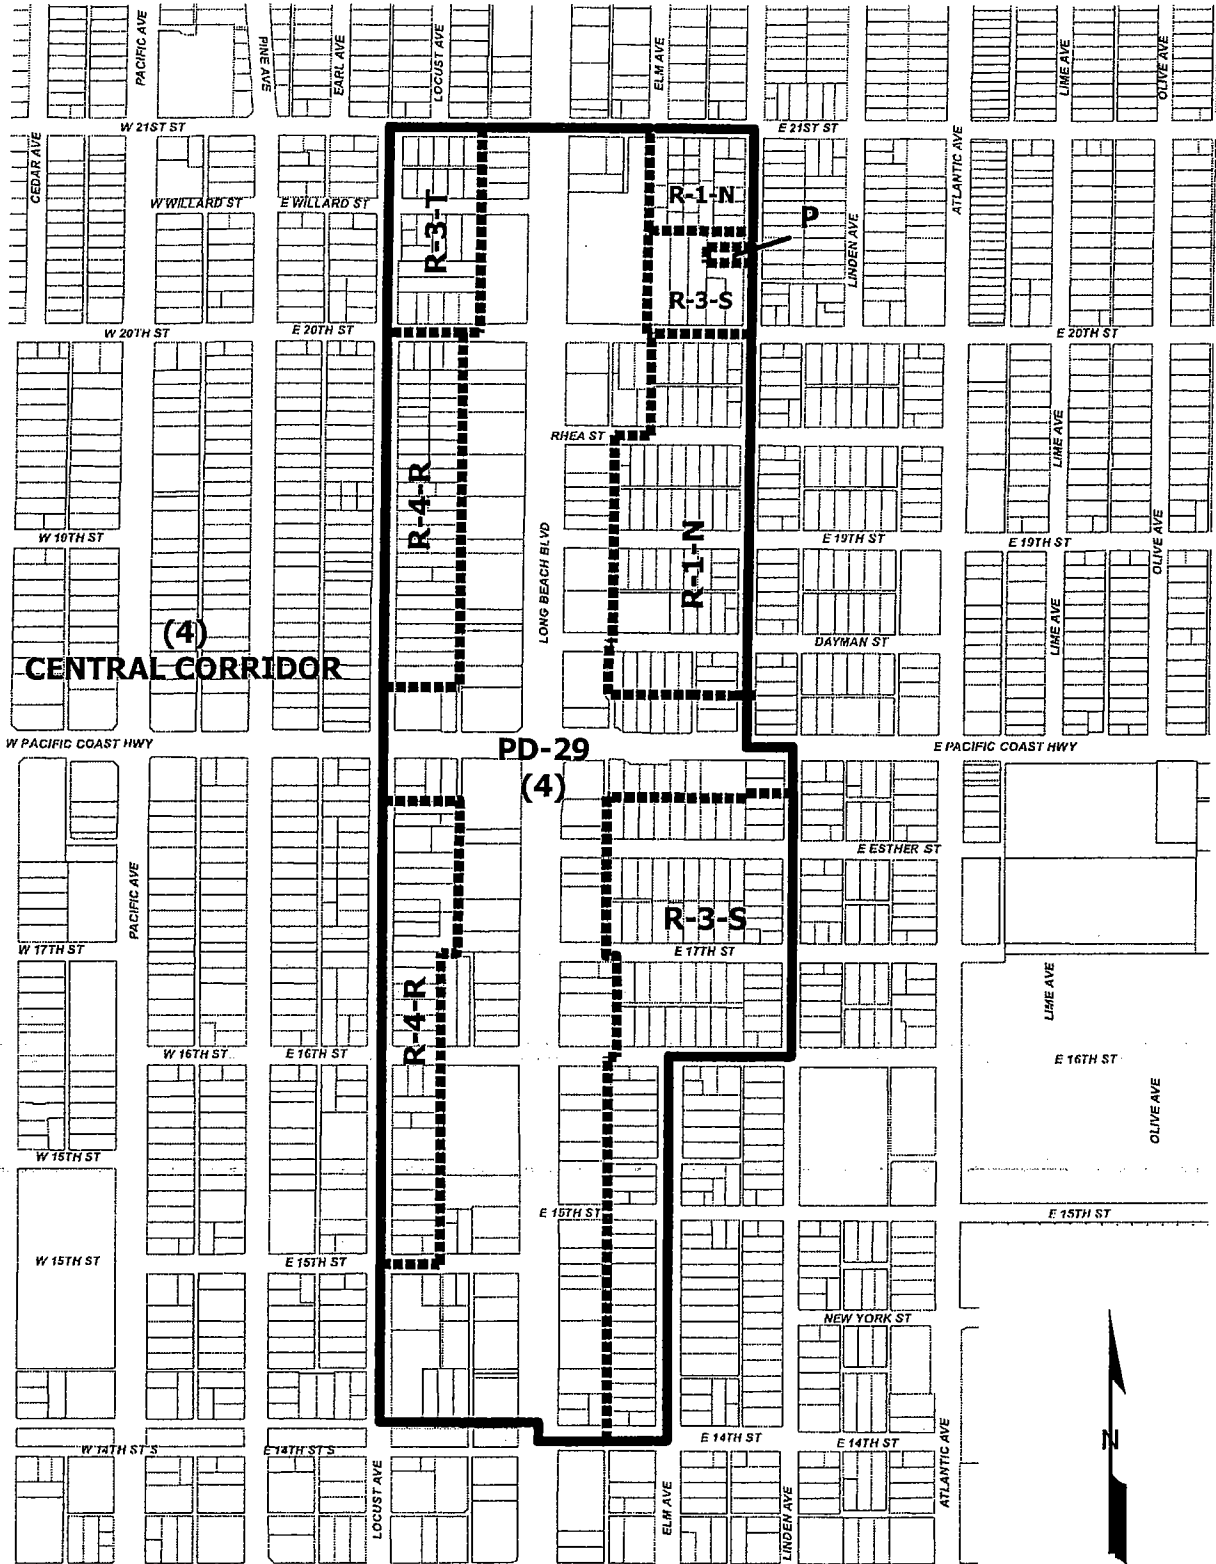 PACIFIC AVE
PINE AVE
EARL AVE
LOCUST AVE
ELM AVE
LIME AVE
OLIVE AVE
W 21ST ST
E 21ST ST
CEDAR AVE
ATLANTIC AVE
W WILLARD ST
E WILLARD ST
R-3-T
R-1-N
P
LINDEN AVE
R-3-S
W 20TH ST
E 20TH ST
E 20TH ST
RHEA ST
LIME AVE
R-4-R
W 19TH ST
LONG BEACH BLVD
R-1-N
E 19TH ST
E 19TH ST
OLIVE AVE
(4)
CENTRAL CORRIDOR
DAYMAN ST
LIME AVE
W PACIFIC COAST HWY
PD-29
(4)
E PACIFIC COAST HWY
E ESTHER ST
PACIFIC AVE
R-3-S
W 17TH ST
E 17TH ST
LIME AVE
R-4-R
W 16TH ST
E 16TH ST
E 16TH ST
OLIVE AVE
W 15TH ST
E 15TH ST
E 15TH ST
W 15TH ST
E 15TH ST
NEW YORK ST
W 14TH ST S
E 14TH ST S
E 14TH ST
E 14TH ST
ATLANTIC AVE
N
LOCUST AVE
ELM AVE
LINDEN AVE